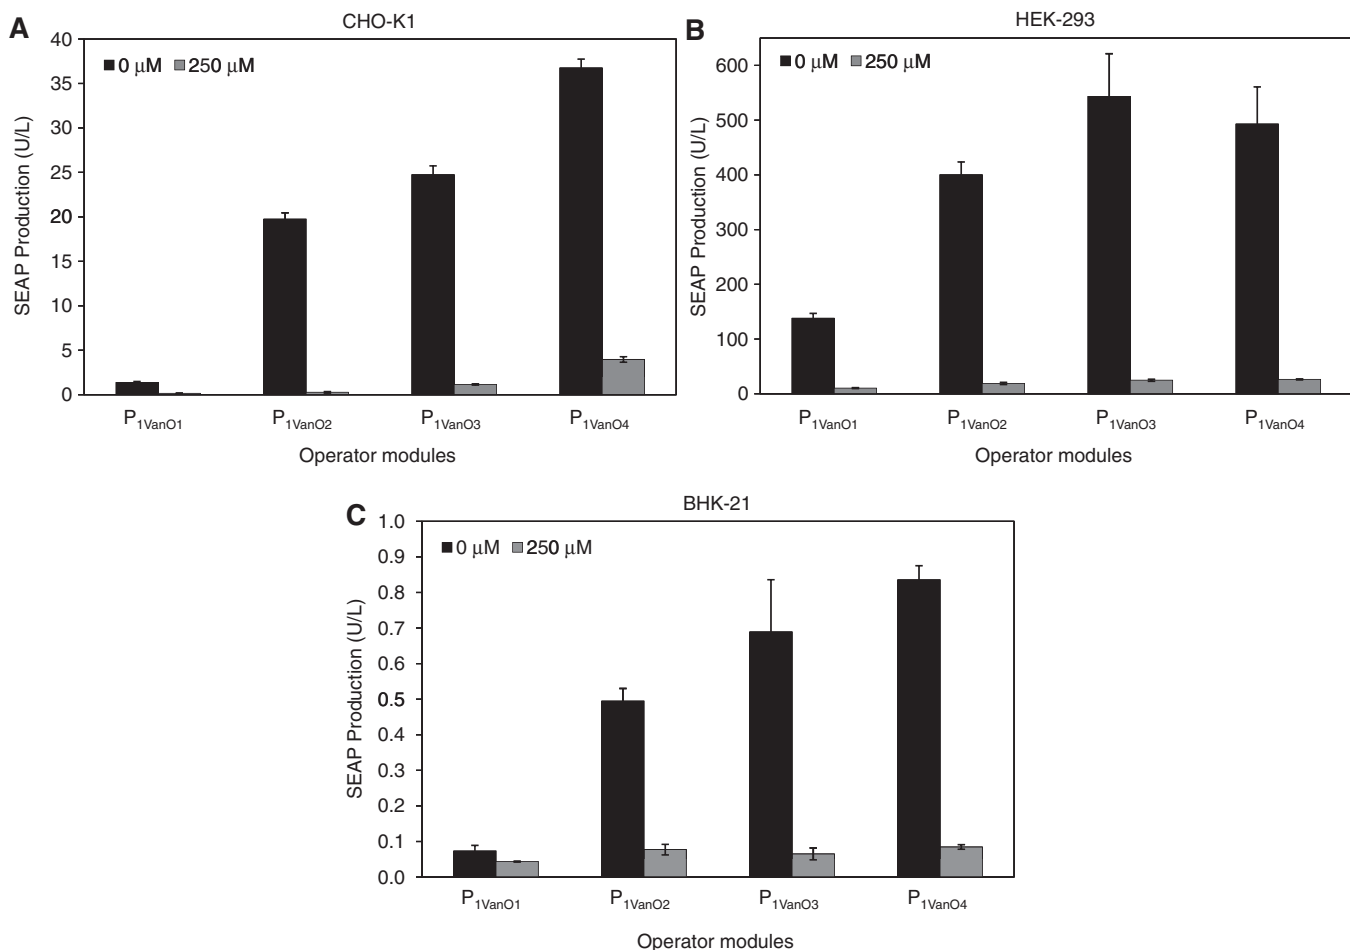 A
CHO-K1
0 μM 250 μM
SEAP Production (U/L)
40
35
30
25
20
15
10
5
0
P1VanO1 P1VanO2 P1VanO3 P1VanO4
Operator modules
B
HEK-293
0 μM 250 μM
SEAP Production (U/L)
600
500
400
300
200
100
0
P1VanO1 P1VanO2 P1VanO3 P1VanO4
Operator modules
C
BHK-21
0 μM 250 μM
SEAP Production (U/L)
1.0
0.9
0.8
0.7
0.6
0.5
0.4
0.3
0.2
0.1
0.0
P1VanO1 P1VanO2 P1VanO3 P1VanO4
Operator modules